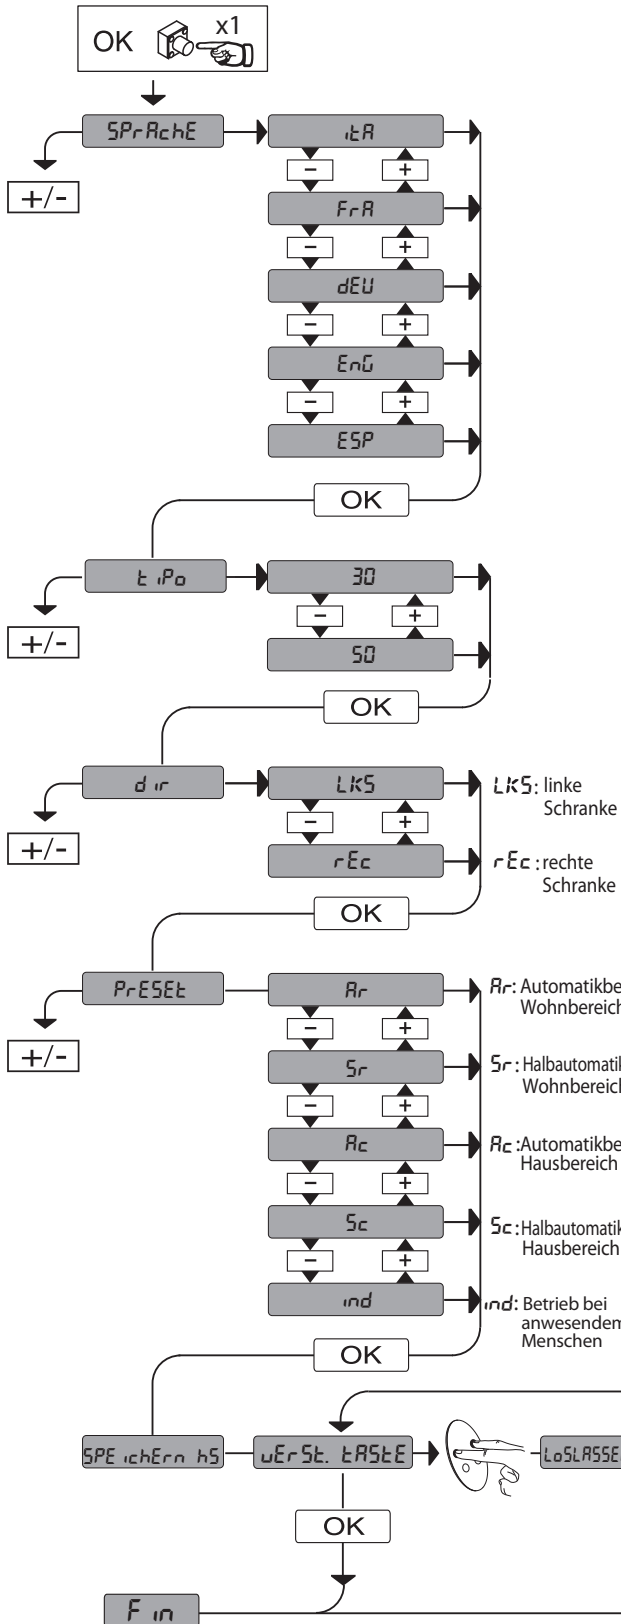 OK x1
SPrAchE
itA
+/-
- +
FrA
- +
dEU
- +
EnG
- +
ESP
OK
tiPo
30
+/-
- +
50
OK
dir
LKS
LKS: linke
Schranke
+/-
- +
rEc
rEc: rechte
Schranke
OK
PrESEt
Ar
Ar: Automatikbe
Wohnbereich
+/-
- +
Sr
Sr: Halbautomatik
Wohnbereich
- +
Ac
Ac: Automatikbe
Hausbereich
- +
Sc
Sc: Halbautomatik
Hausbereich
- +
ind
ind: Betrieb bei
anwesendem
Menschen
OK
SPEichErn hS
vErSt. tAStE
LoSLASSE
OK
Fin